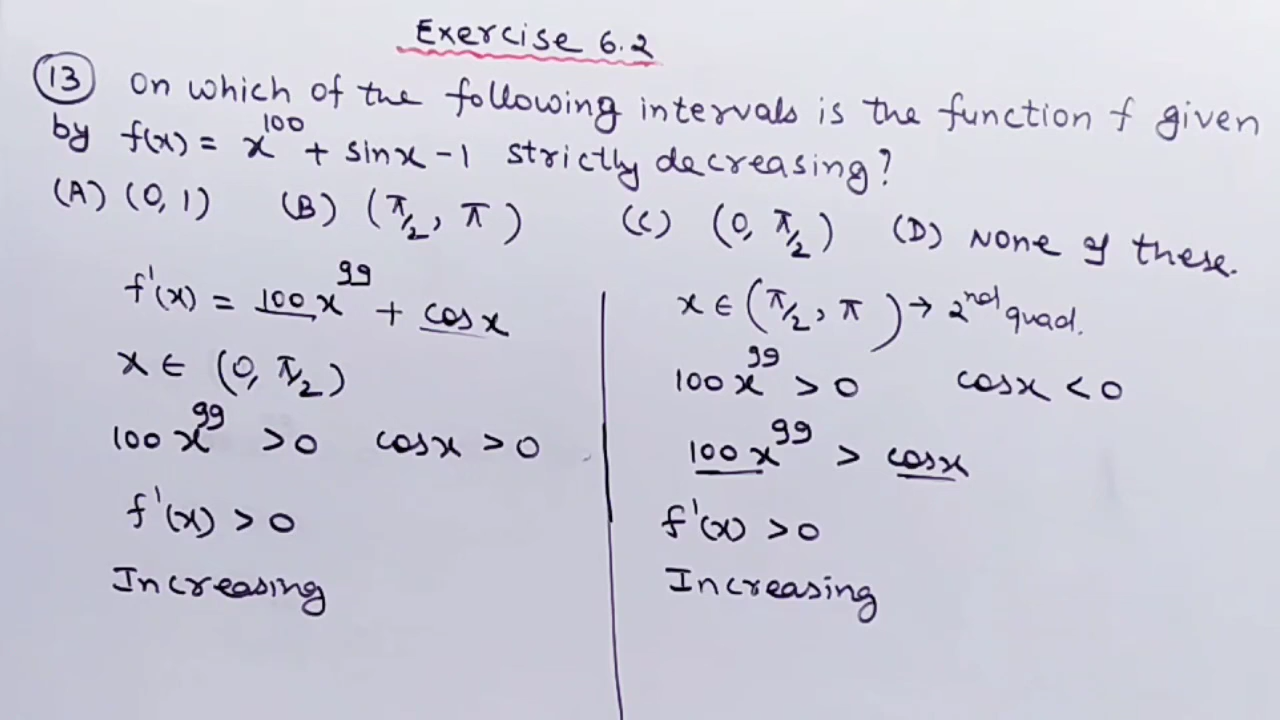 Exercise 6.2
13 On which of the following intervals is the function f given
by f(x) = x^100 + sinx - 1 strictly decreasing?
(A) (0, 1) (B) (π/2, π) (C) (0, π/2) (D) None of these.
f'(x) = 100x^99 + cosx
x ∈ (0, π/2)
100x^99 > 0 cosx > 0
f'(x) > 0
Increasing
x ∈ (π/2, π) → 2nd quad.
100x^99 > 0 cosx < 0
100x^99 > cosx
f'(x) > 0
Increasing